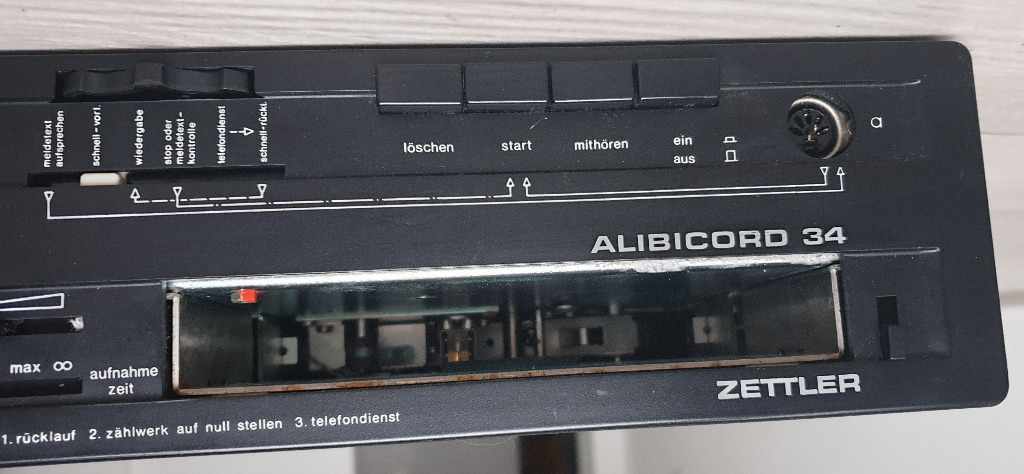 meldetext
aufsprechen
schnell-vorl.
wiedergabe
stop oder
meldetext-
kontrolle
telefondienst
schnell-rückl.
löschen
start
mithören
ein
aus
a
ALIBICORD 34
max ∞
aufnahme
zeit
ZETTLER
1. rücklauf 2. zählwerk auf null stellen 3. telefondienst